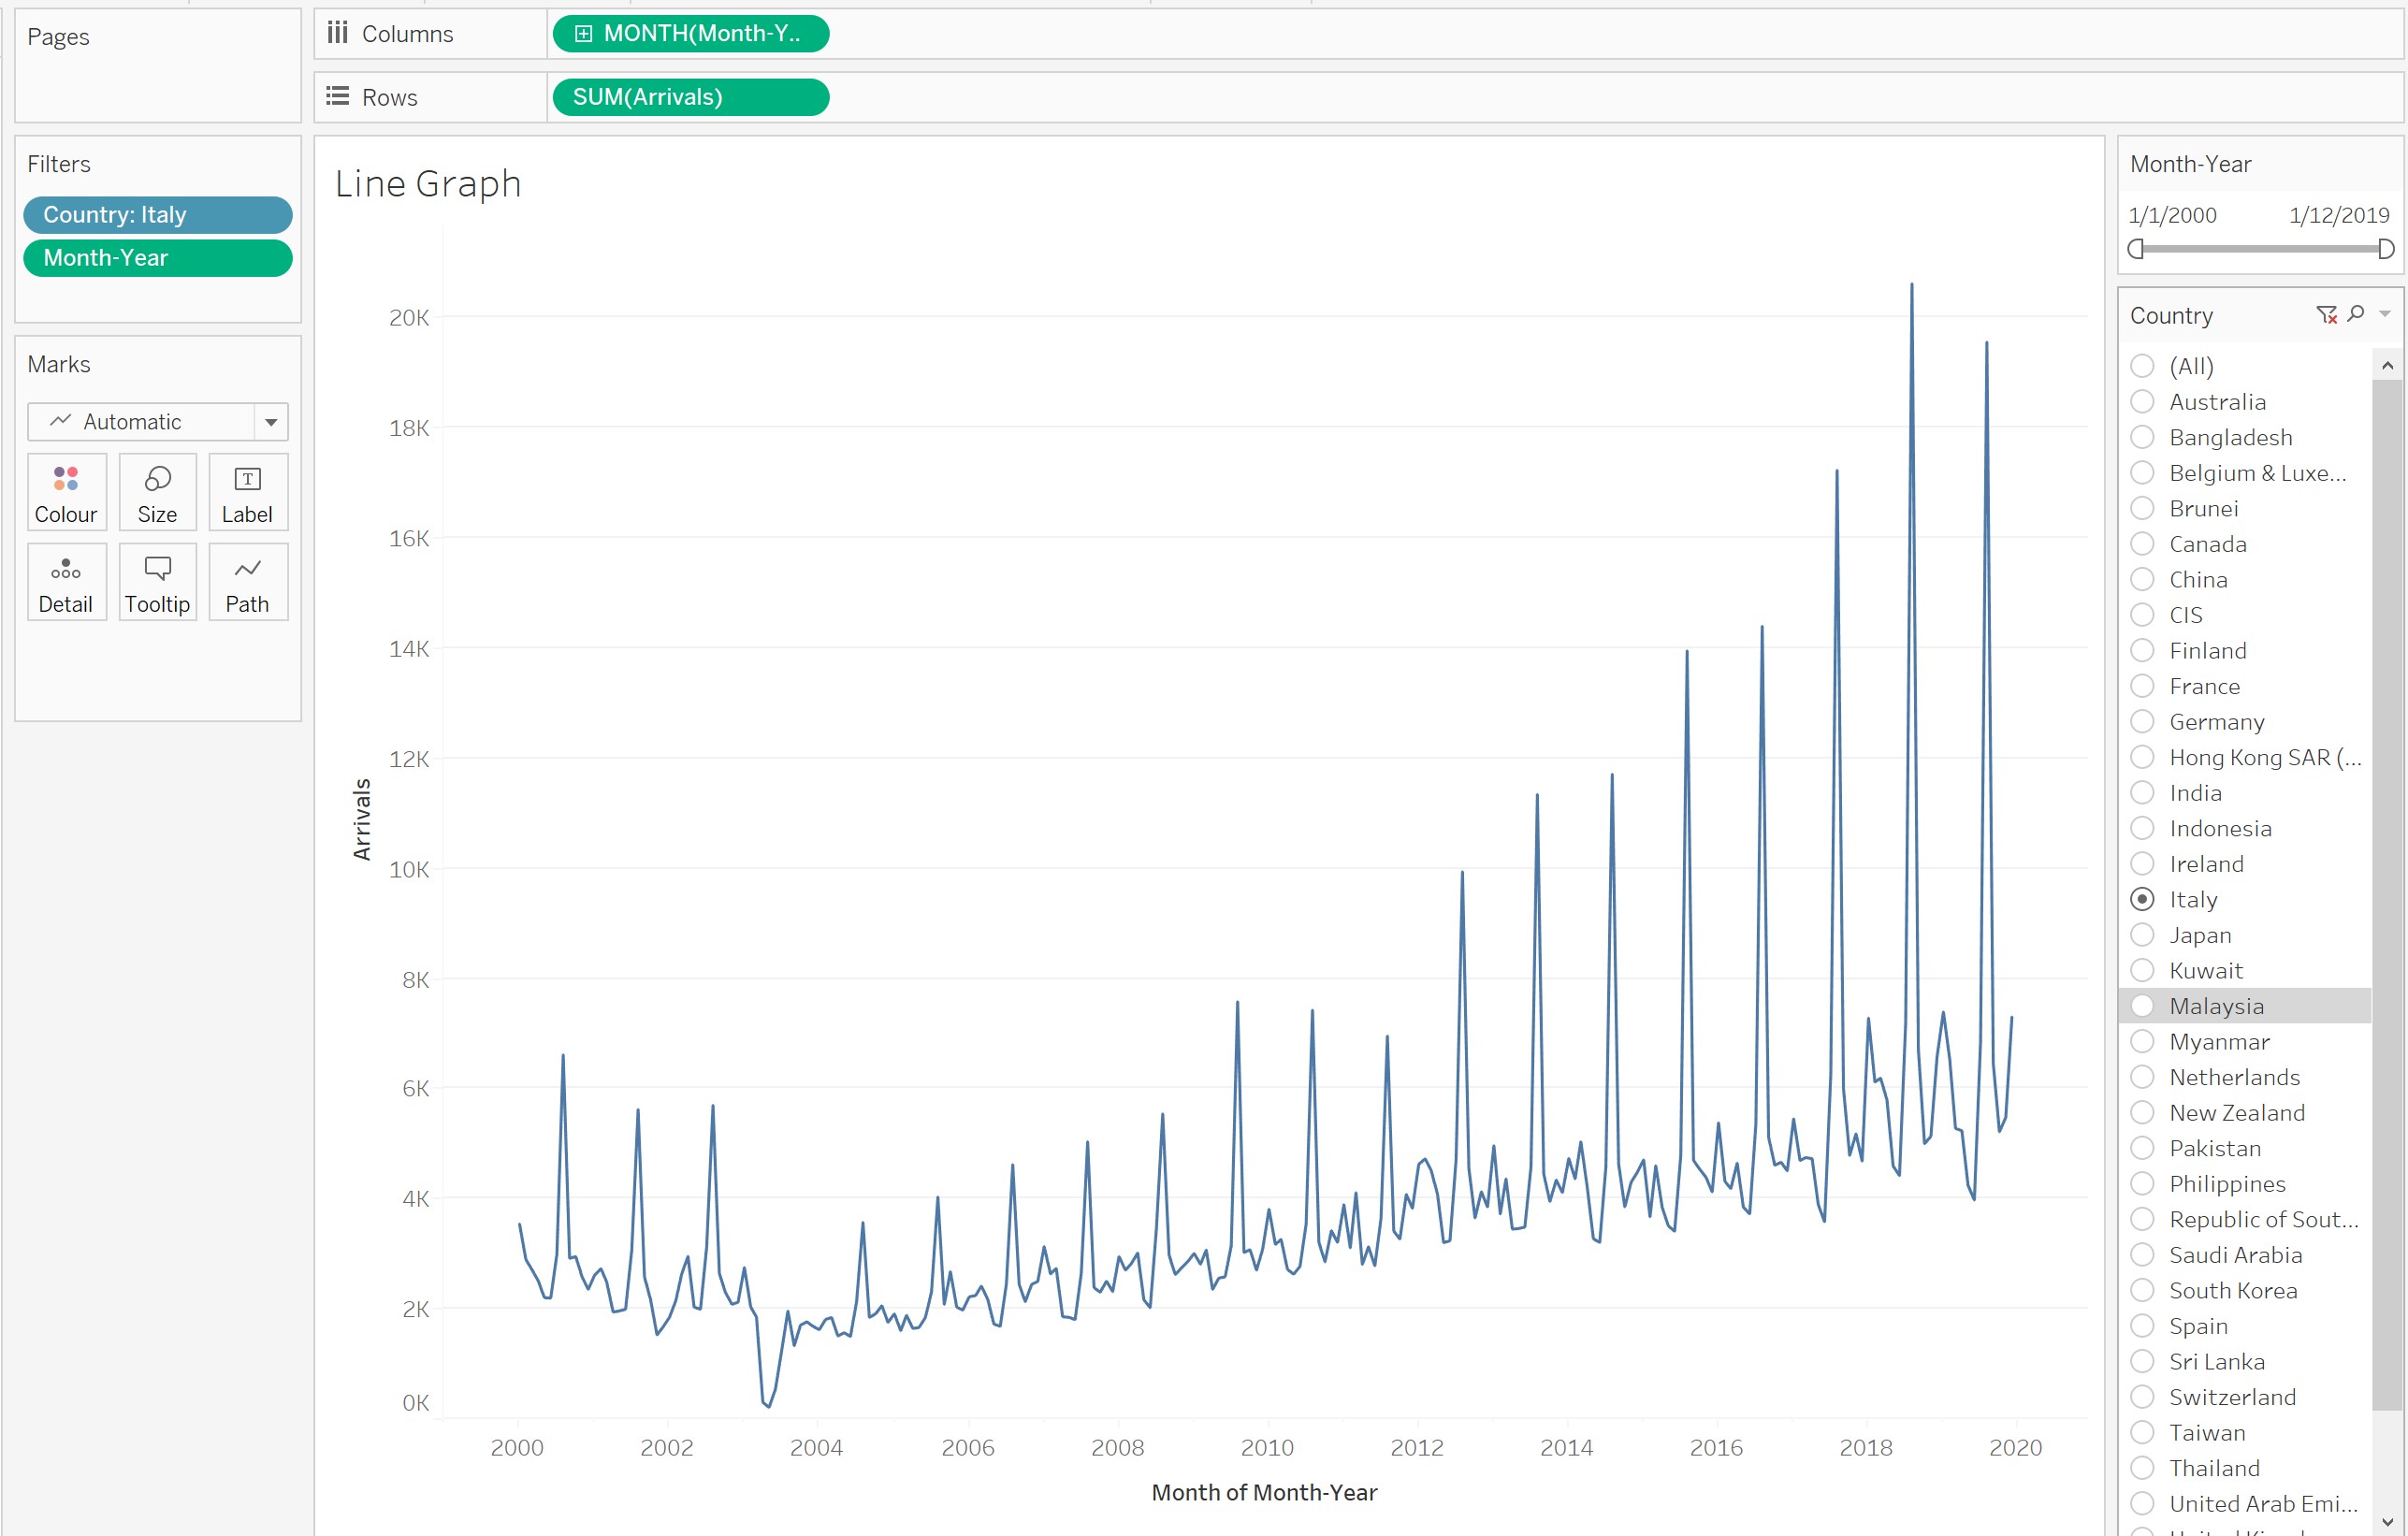 Pages
Columns
MONTH(Month-Y..
Rows
SUM(Arrivals)
Filters
Country: Italy
Month-Year
Marks
Automatic
Colour
Size
T
Label
Detail
Tooltip
Path
Line Graph
20K
18K
16K
14K
12K
10K
8K
6K
4K
2K
0K
Arrivals
2000
2002
2004
2006
2008
2010
2012
2014
2016
2018
2020
Month of Month-Year
Month-Year
1/1/2000
1/12/2019
Country
(All)
Australia
Bangladesh
Belgium & Luxe...
Brunei
Canada
China
CIS
Finland
France
Germany
Hong Kong SAR (...
India
Indonesia
Ireland
Italy
Japan
Kuwait
Malaysia
Myanmar
Netherlands
New Zealand
Pakistan
Philippines
Republic of Sout...
Saudi Arabia
South Korea
Spain
Sri Lanka
Switzerland
Taiwan
Thailand
United Arab Emi...